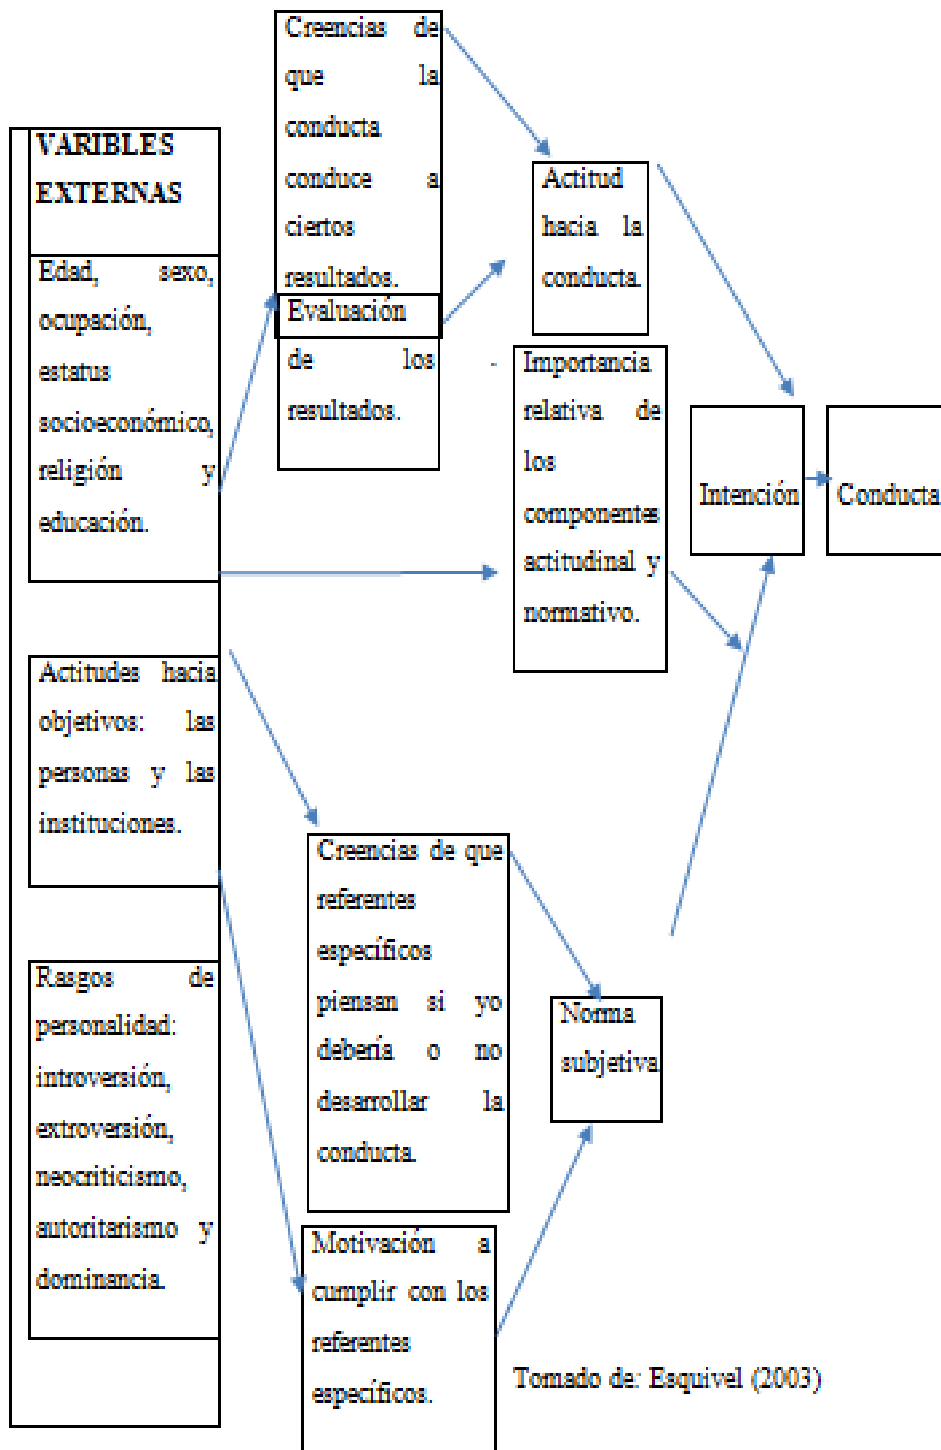 VARIBLES
EXTERNAS
Edad, sexo,
ocupación,
estatus
socioeconómico,
religión y
educación.
Actitudes hacia
objetivos: las
personas y las
instituciones.
Rasgos de
personalidad:
introversión,
extroversión,
neocriticismo,
autoritarismo y
dominancia.
Creencias de
que la
conducta
conduce a
ciertos
resultados.
Evaluación
de los
resultados.
Creencias de que
referentes
específicos
piensan si yo
debería o no
desarrollar la
conducta.
Motivación a
cumplir con los
referentes
específicos.
Actitud
hacia la
conducta.
Importancia
relativa de
los
componentes
actitudinal y
normativo.
Norma
subjetiva
Intención
Conducta
Tomado de: Esquivel (2003)